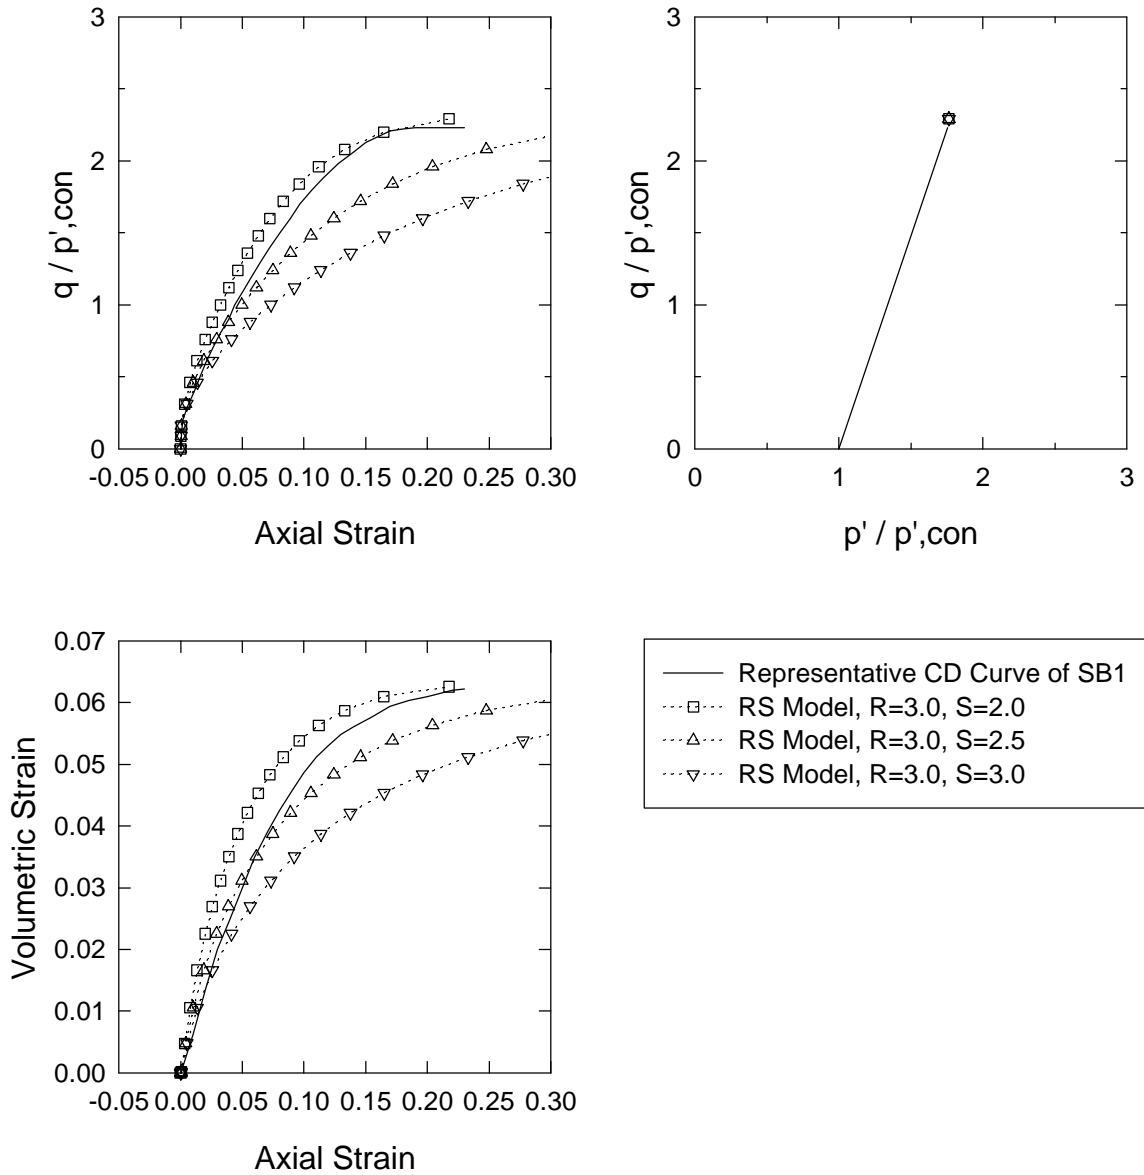 3
2
1
0
q / p',con
-0.05 0.00 0.05 0.10 0.15 0.20 0.25 0.30
Axial Strain
3
2
1
0
q / p',con
0 1 2 3
p' / p',con
0.07
0.06
0.05
0.04
0.03
0.02
0.01
0.00
Volumetric Strain
-0.05 0.00 0.05 0.10 0.15 0.20 0.25 0.30
Axial Strain
Representative CD Curve of SB1
RS Model, R=3.0, S=2.0
RS Model, R=3.0, S=2.5
RS Model, R=3.0, S=3.0